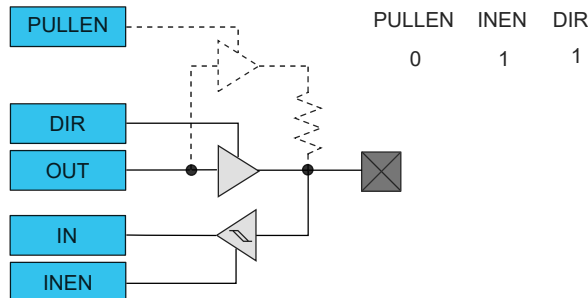 PULLEN
PULLEN INEN DIR
0 1 1
DIR
OUT
IN
INEN